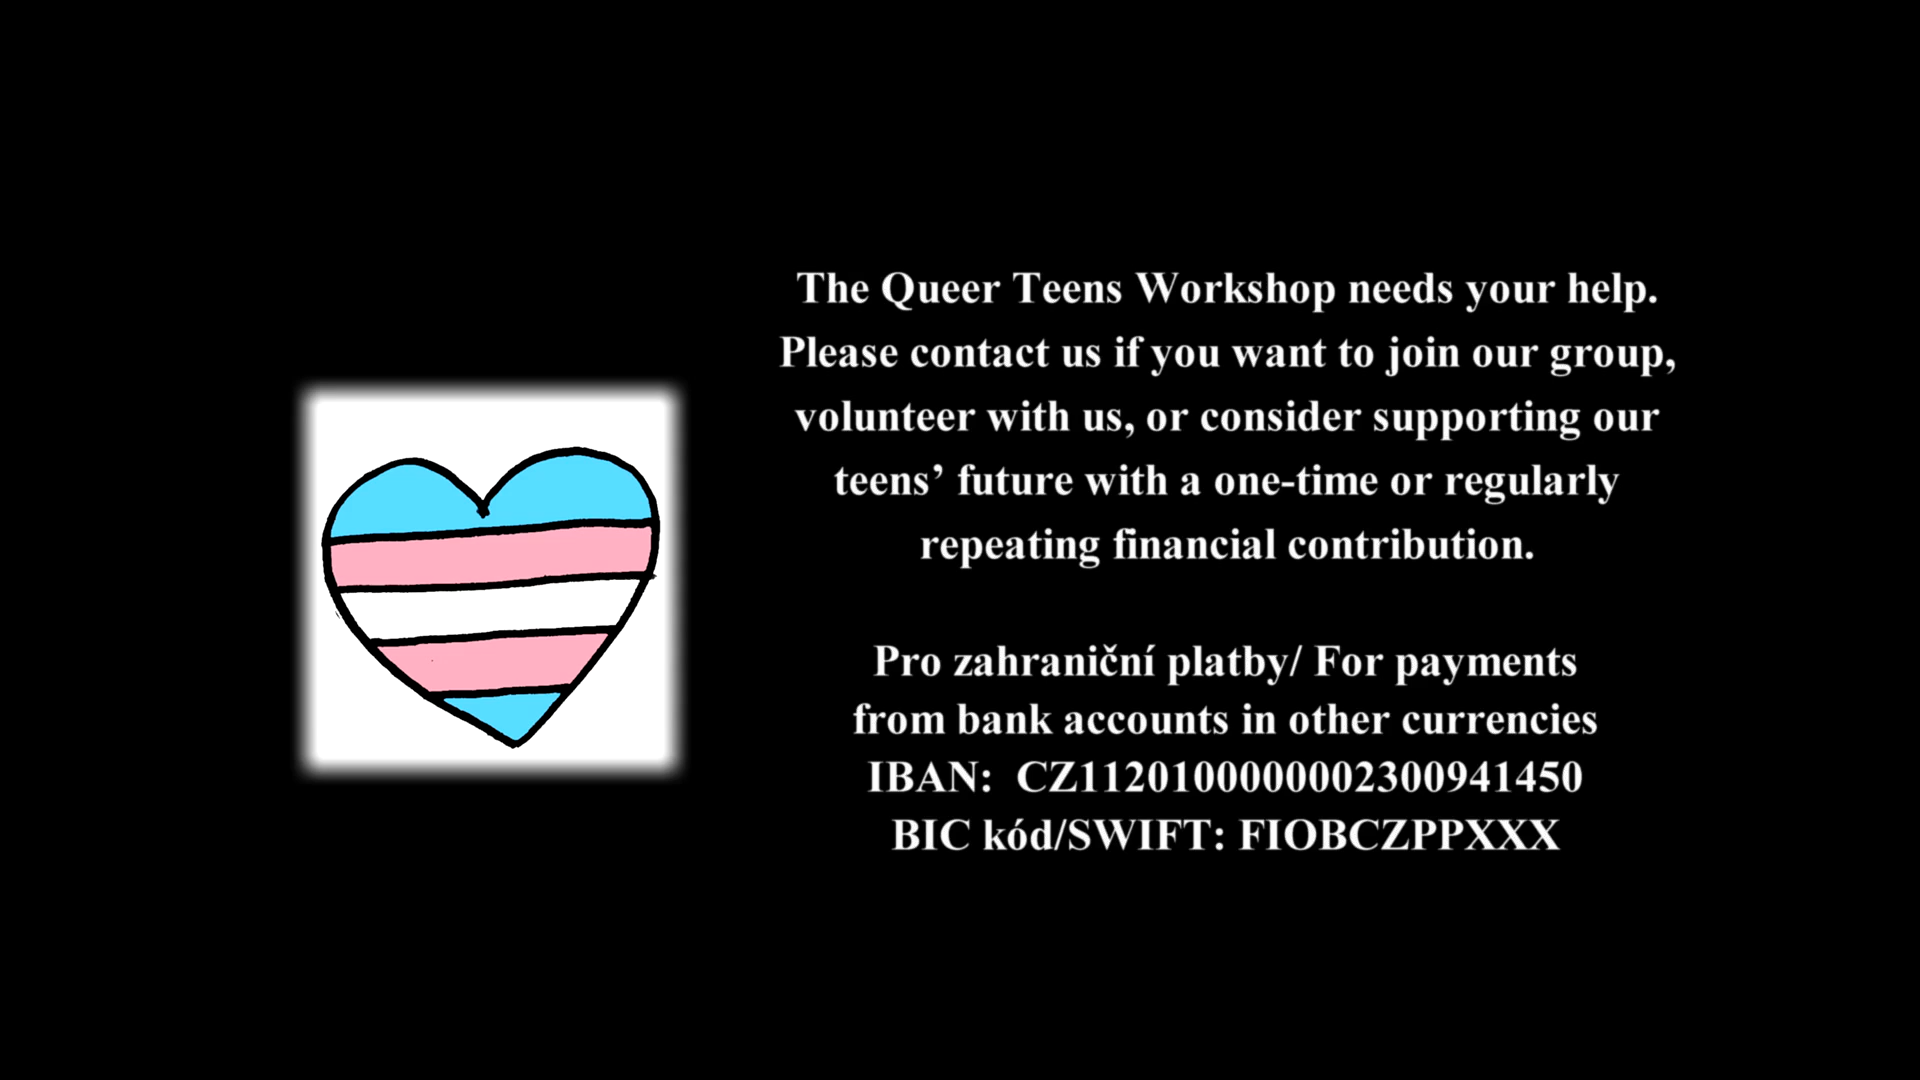 The Queer Teens Workshop needs your help.
Please contact us if you want to join our group,
volunteer with us, or consider supporting our
teens’ future with a one-time or regularly
repeating financial contribution.
Pro zahraniční platby/ For payments
from bank accounts in other currencies
IBAN:  CZ1120100000002300941450
BIC kód/SWIFT: FIOBCZPPXXX